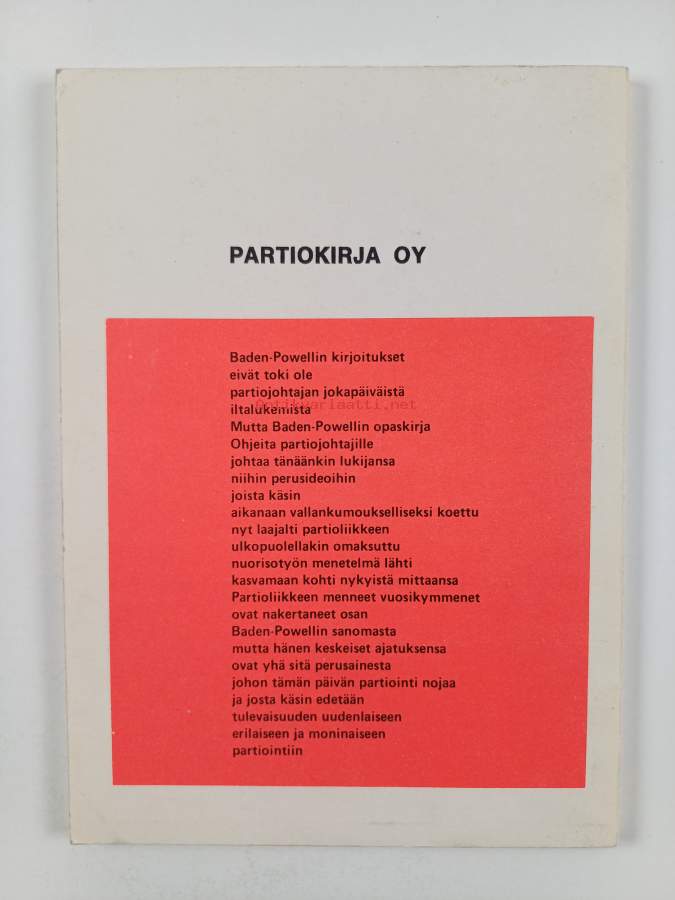 PARTIOKIRJA OY
Baden-Powellin kirjoitukset
eivät toki ole
partiojohtajan jokapäiväistä
Antikvariaatti.net
iltalukemista
Mutta Baden-Powellin opaskirja
Ohjeita partiojohtajille
johtaa tänäänkin lukijansa
niihin perusideoihin
joista käsin
aikanaan vallankumoukselliseksi koettu
nyt laajalti partioliikkeen
ulkopuolellakin omaksuttu
nuorisotyön menetelmä lähti
kasvamaan kohti nykyistä mittaansa
Partioliikkeen menneet vuosikymmenet
ovat nakertaneet osan
Baden-Powellin sanomasta
mutta hänen keskeiset ajatuksensa
ovat yhä sitä perusainesta
johon tämän päivän partiointi nojaa
ja josta käsin edetään
tulevaisuuden uudenlaiseen
erilaiseen ja moninaiseen
partiointiin